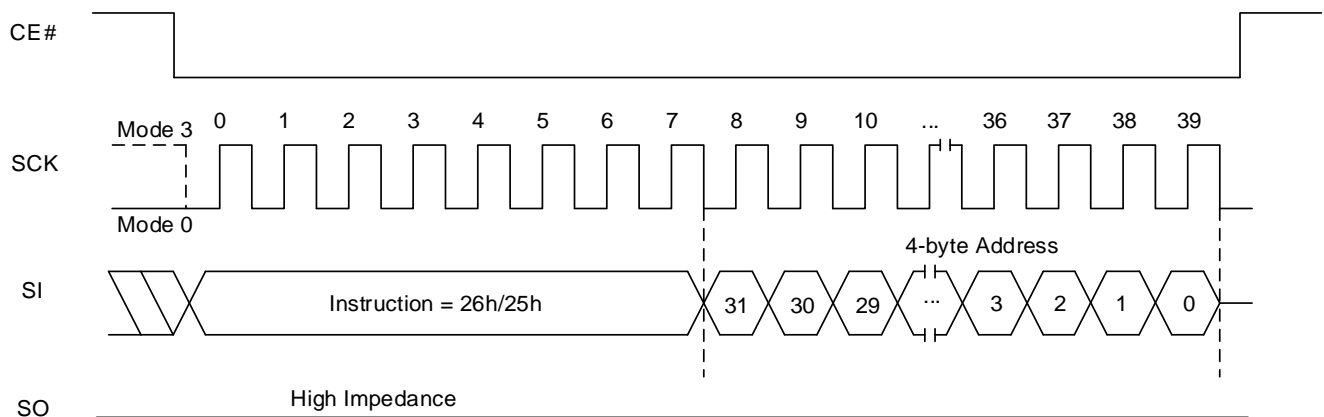 CE#
Mode 3 0 1 2 3 4 5 6 7 8 9 10 ... 36 37 38 39
SCK
Mode 0
4-byte Address
SI Instruction = 26h/25h 31 30 29 ... 3 2 1 0
High Impedance
SO